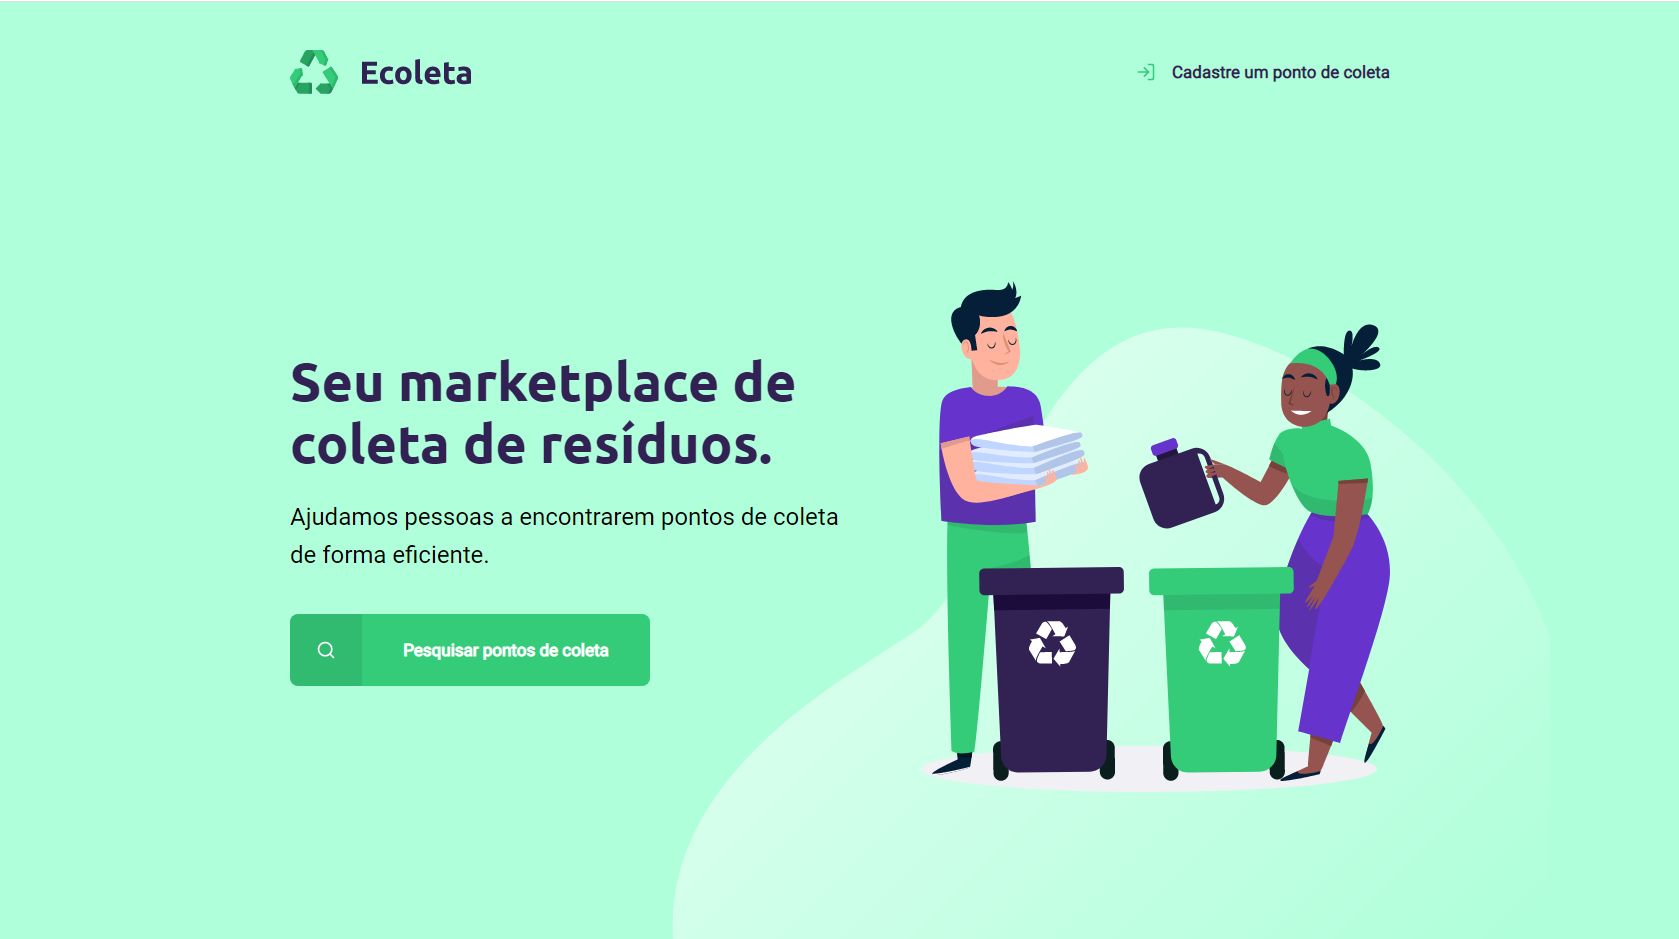 Ecoleta
Cadastre um ponto de coleta
Seu marketplace de
coleta de resíduos.
Ajudamos pessoas a encontrarem pontos de coleta
de forma eficiente.
Pesquisar pontos de coleta